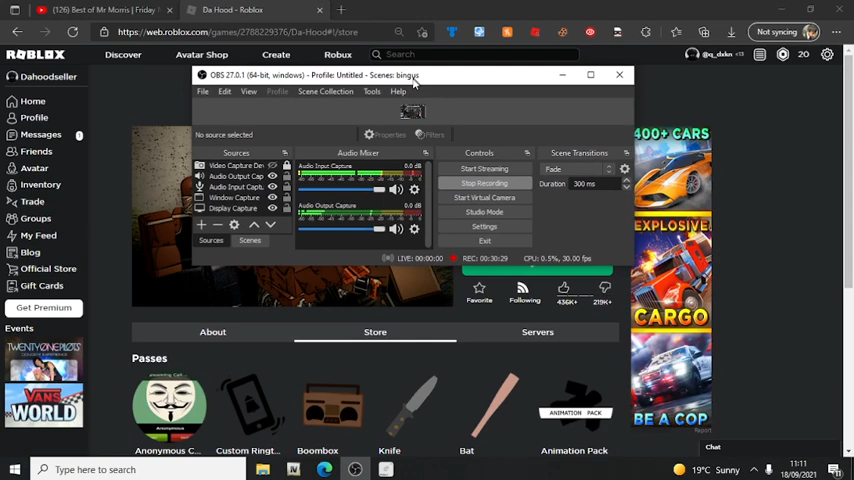 (126) Best of Mr Morris | Friday N
Da Hood - Roblox
https://web.roblox.com/games/2788229376/Da-Hood#!/store
Not syncing
ROBLOX
Discover
Avatar Shop
Create
Robux
Search
@q_dxkn <13
20
OBS 27.0.1 (64-bit, windows) - Profile: Untitled - Scenes: bingus
File Edit View Profile Scene Collection Tools Help
No source selected
Properties
Filters
Sources
Audio Mixer
Controls
Scene Transitions
Video Capture Dev
Audio Output Cap
Audio Input Capt
Window Capture
Display Capture
Sources
Scenes
Audio Input Capture
0.0 dB
Audio Output Capture
0.0 dB
Start Streaming
Stop Recording
Start Virtual Camera
Studio Mode
Settings
Exit
Fade
Duration 300 ms
LIVE: 00:00:00
REC: 00:30:29
CPU: 0.5%, 30.00 fps
Dahoodseller
Home
Profile
Messages
Friends
Avatar
Inventory
Trade
Groups
My Feed
Blog
Official Store
Gift Cards
Get Premium
Events
TWENTY ONE PILOTS
VANS
WORLD
Favorite
Following
436K+
219K+
About
Store
Servers
Passes
Anonymous C...
Custom Ringt...
Boombox
Knife
Bat
ANIMATION PACK
Animation Pack
400+ CARS
EXPLOSIVE
CARGO
BE A COP
Report
Chat
Type here to search
19°C Sunny
11:11
18/09/2021